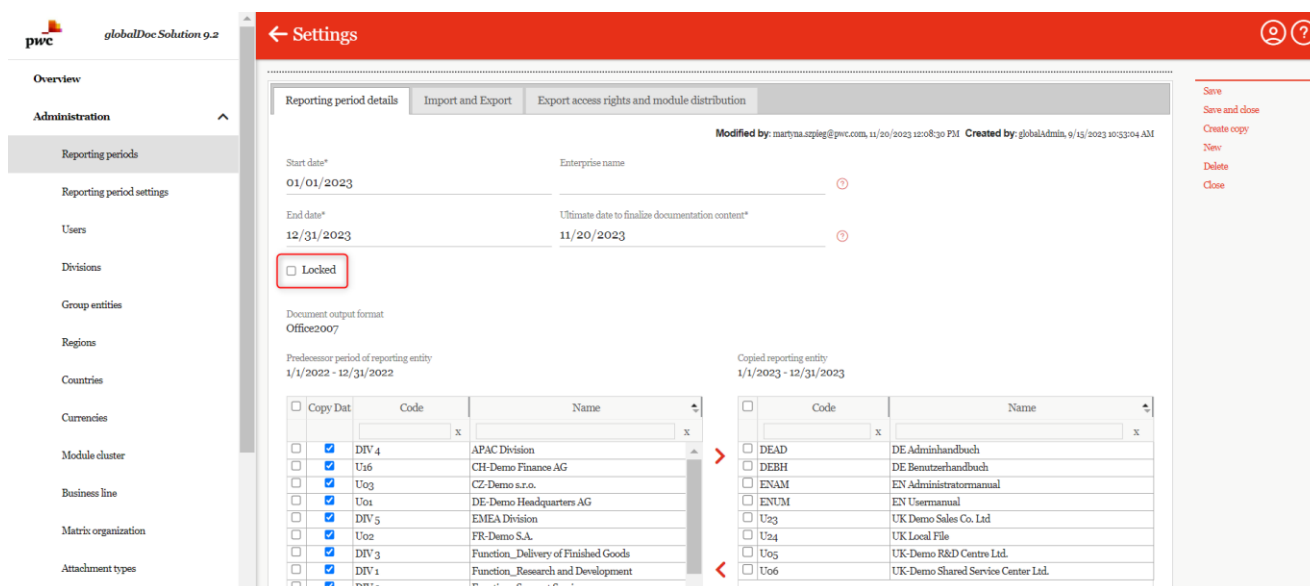 pwc
globalDoc Solution 9.2
Settings
Overview
Administration
Reporting periods
Reporting period settings
Users
Divisions
Group entities
Regions
Countries
Currencies
Module cluster
Business line
Matrix organization
Attachment types
Reporting period details Import and Export Export access rights and module distribution
Modified by: martyna.szpieg@pwc.com, 11/20/2023 12:08:30 PM Created by: globalAdmin, 9/15/2023 10:53:04 AM
Start date* Enterprise name
01/01/2023
End date* Ultimate date to finalize documentation content*
12/31/2023 11/20/2023
Locked
Document output format
Office2007
Predecessor period of reporting entity
1/1/2022 - 12/31/2022
Copy Dat Code Name
x x
DIV 4 APAC Division
U16 CH-Demo Finance AG
U03 CZ-Demo s.r.o.
U01 DE-Demo Headquarters AG
DIV 5 EMEA Division
U02 FR-Demo S.A.
DIV 3 Function_Delivery of Finished Goods
DIV 1 Function_Research and Development
Copied reporting entity
1/1/2023 - 12/31/2023
Code Name
x x
DEAD DE Adminhandbuch
DEBH DE Benutzerhandbuch
ENAM EN Administratormanual
ENUM EN Usermanual
U23 UK Demo Sales Co. Ltd
U24 UK Local File
U05 UK-Demo R&D Centre Ltd.
U06 UK-Demo Shared Service Center Ltd.
Save
Save and close
Create copy
New
Delete
Close